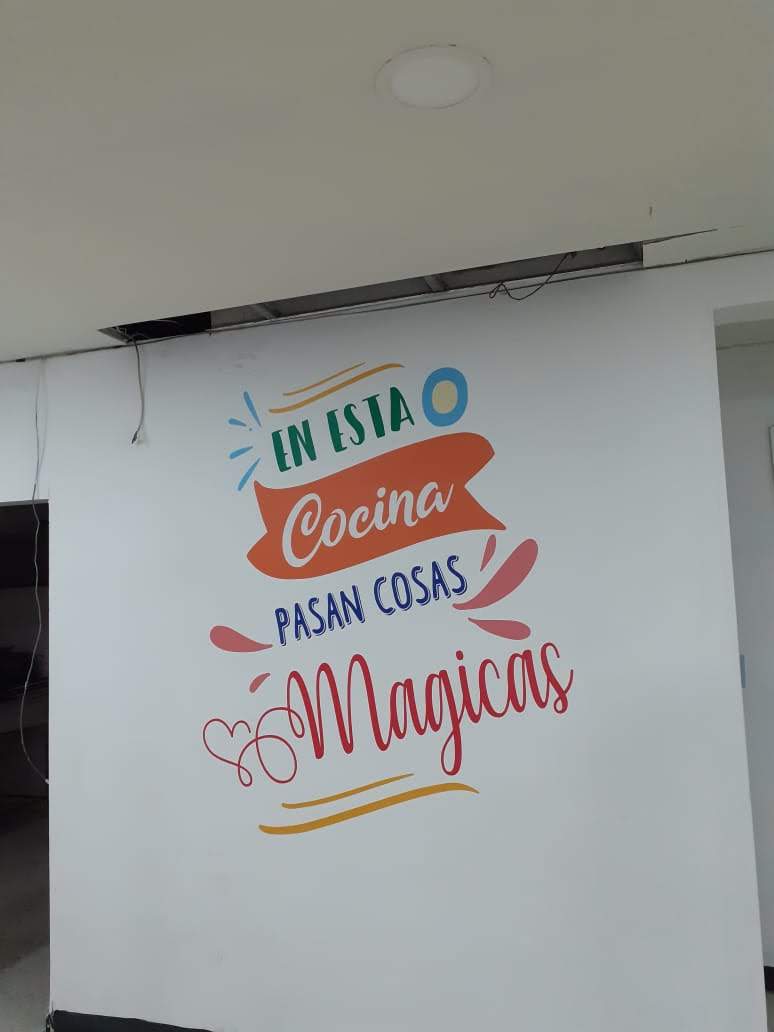 EN ESTA
Cocina
PASAN COSAS
Magicas